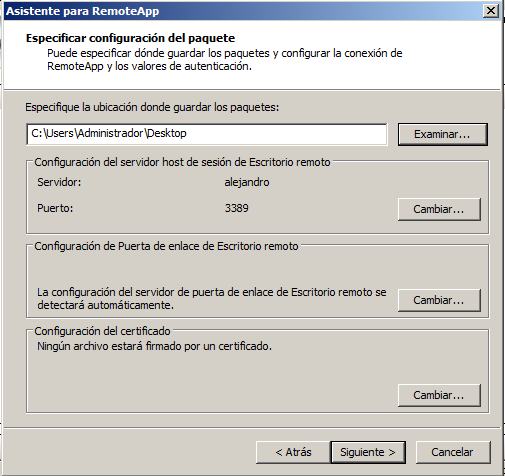 Asistente para RemoteApp
Especificar configuración del paquete
Puede especificar dónde guardar los paquetes y configurar la conexión de
RemoteApp y los valores de autenticación.
Especifique la ubicación donde guardar los paquetes:
C:\Users\Administrador\Desktop
Examinar...
Configuración del servidor host de sesión de Escritorio remoto
Servidor: alejandro
Puerto: 3389
Cambiar...
Configuración de Puerta de enlace de Escritorio remoto
La configuración del servidor de puerta de enlace de Escritorio remoto se
detectará automáticamente.
Cambiar...
Configuración del certificado
Ningún archivo estará firmado por un certificado.
Cambiar...
< Atrás
Siguiente >
Cancelar